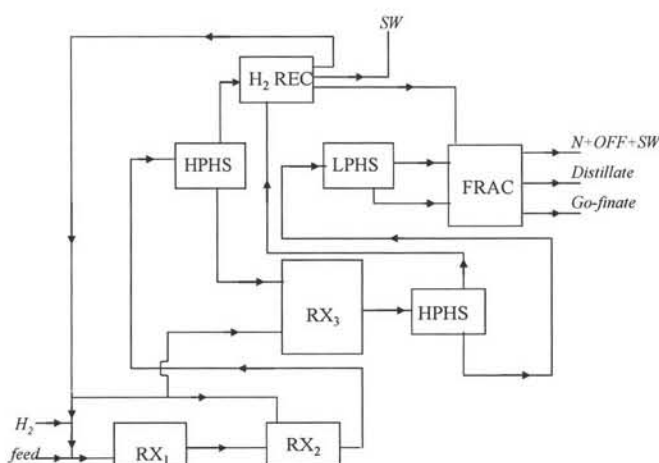 SW
H₂ REC
HPHS
LPHS
FRAC
N+OFF+SW
Distillate
Go-finate
RX₃
HPHS
H₂
feed
RX₁
RX₂